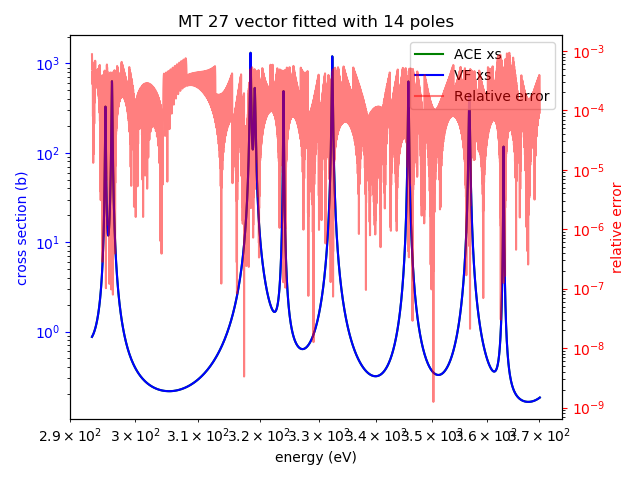 MT 27 vector fitted with 14 poles
ACE xs
VF xs
Relative error
cross section (b)
10³
10²
10¹
10⁰
relative error
10⁻³
10⁻⁴
10⁻⁵
10⁻⁶
10⁻⁷
10⁻⁸
10⁻⁹
2.9 × 10² 3 × 10² 3.1 × 10² 3.2 × 10² 3.3 × 10² 3.4 × 10² 3.5 × 10² 3.6 × 10² 3.7 × 10²
energy (eV)